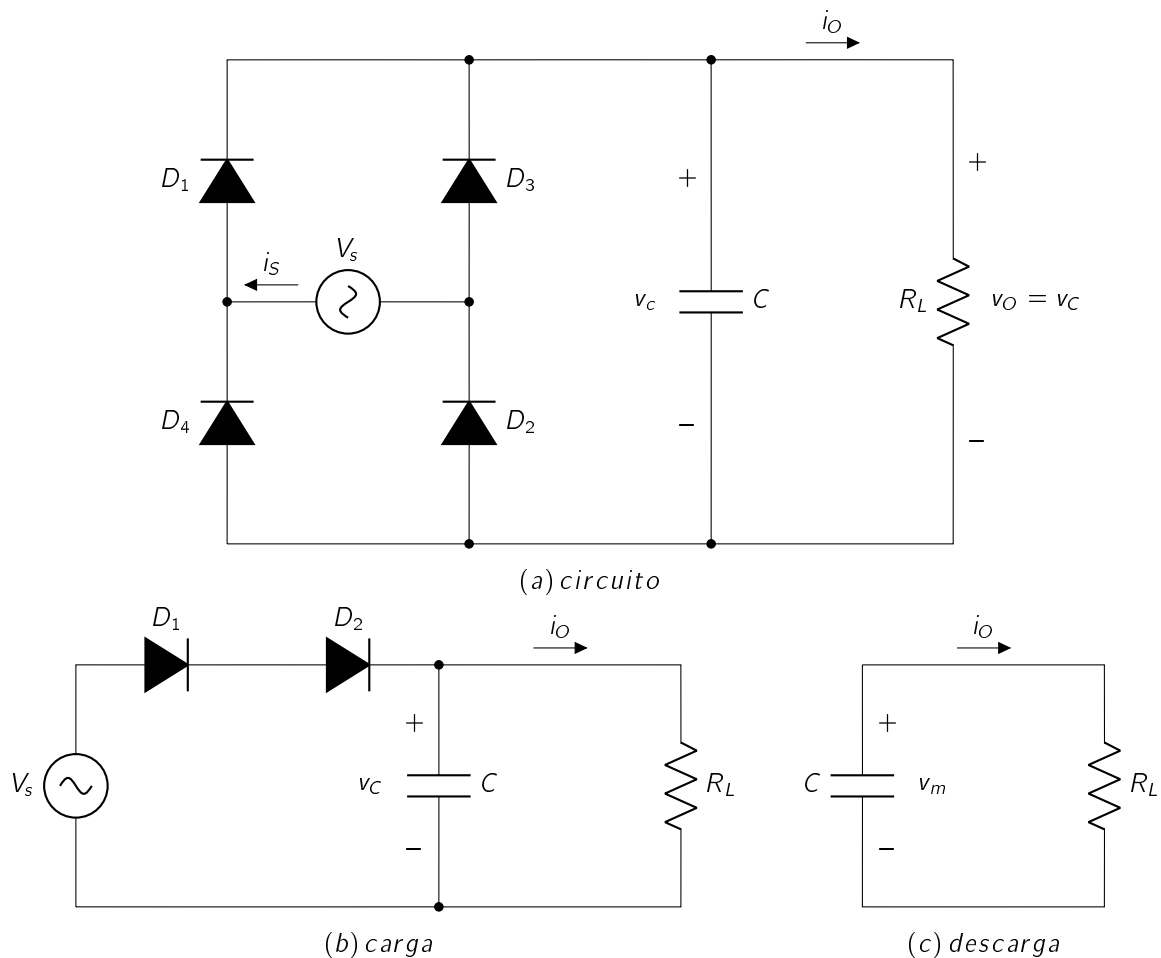 i_O
D_1
D_3
+
+
V_s
i_S
v_c
C
R_L
v_O = v_C
D_4
D_2
−
−
(a) circuito
D_1
D_2
i_O
+
V_s
v_C
C
R_L
−
(b) carga
i_O
+
C
v_m
R_L
−
(c) descarga